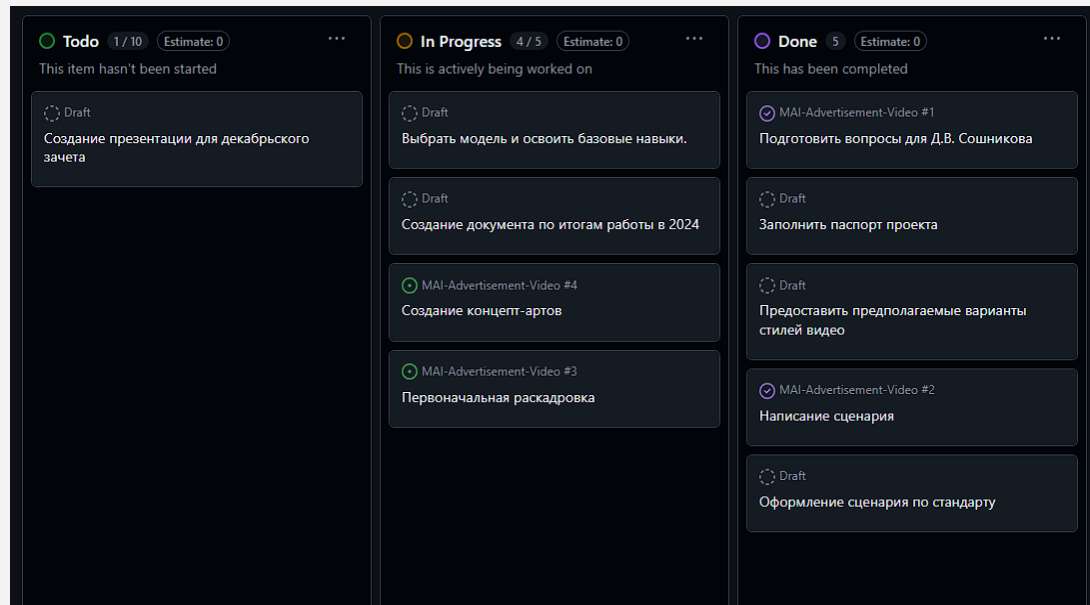 Todo 1 / 10 Estimate: 0 ...
This item hasn't been started
Draft
Создание презентации для декабрьского
зачета
In Progress 4 / 5 Estimate: 0 ...
This is actively being worked on
Draft
Выбрать модель и освоить базовые навыки.
Draft
Создание документа по итогам работы в 2024
MAI-Advertisement-Video #4
Создание концепт-артов
MAI-Advertisement-Video #3
Первоначальная раскадровка
Done 5 Estimate: 0 ...
This has been completed
MAI-Advertisement-Video #1
Подготовить вопросы для Д.В. Сошникова
Draft
Заполнить паспорт проекта
Draft
Предоставить предполагаемые варианты
стилей видео
MAI-Advertisement-Video #2
Написание сценария
Draft
Оформление сценария по стандарту